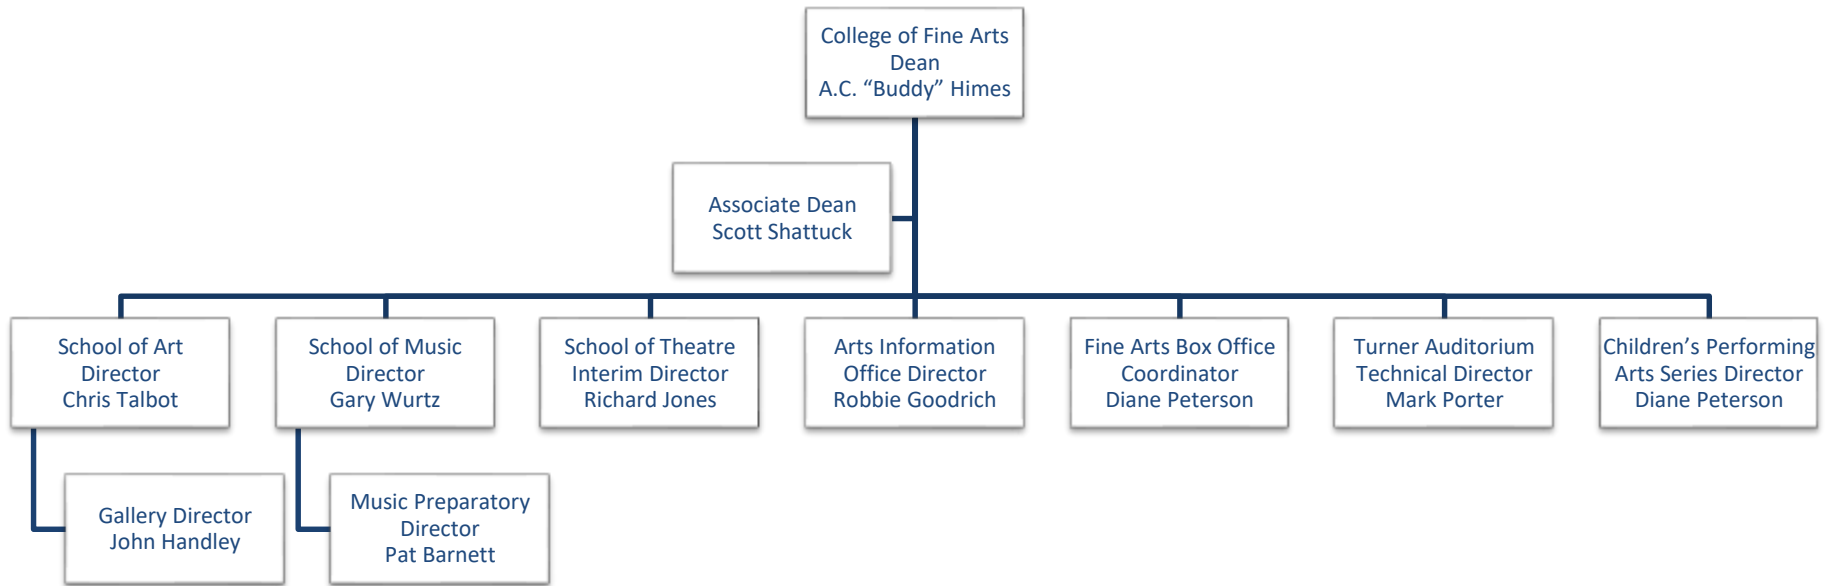 College of Fine Arts
Dean
A.C. “Buddy” Himes
Associate Dean
Scott Shattuck
School of Art
Director
Chris Talbot
School of Music
Director
Gary Wurtz
School of Theatre
Interim Director
Richard Jones
Arts Information
Office Director
Robbie Goodrich
Fine Arts Box Office
Coordinator
Diane Peterson
Turner Auditorium
Technical Director
Mark Porter
Children’s Performing
Arts Series Director
Diane Peterson
Gallery Director
John Handley
Music Preparatory
Director
Pat Barnett